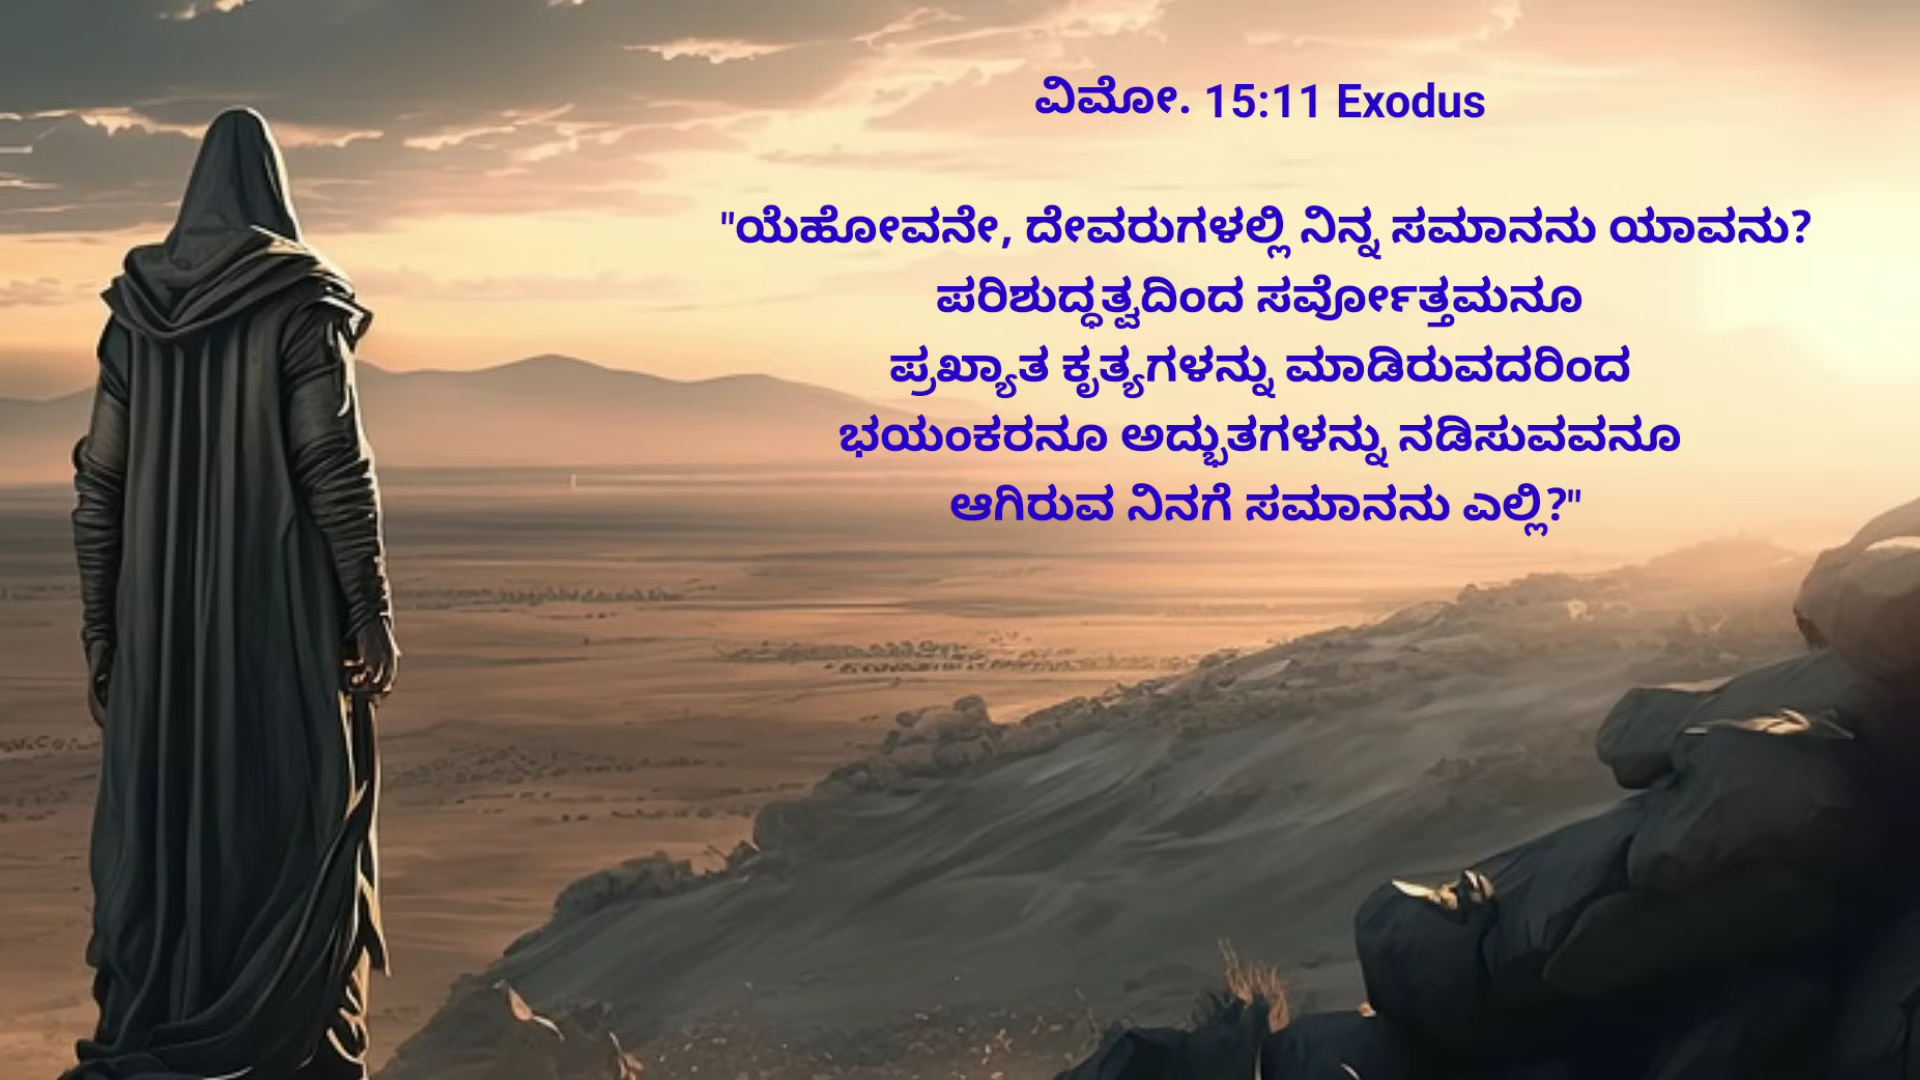 ವಿಮೋ. 15:11 Exodus
"ಯೆಹೋವನೇ, ದೇವರುಗಳಲ್ಲಿ ನಿನ್ನ ಸಮಾನನು ಯಾವನು?
ಪರಿಶುದ್ಧತ್ವದಿಂದ ಸರ್ವೋತ್ತಮನೂ
ಪ್ರಖ್ಯಾತ ಕೃತ್ಯಗಳನ್ನು ಮಾಡಿರುವದರಿಂದ
ಭಯಂಕರನೂ ಅದ್ಭುತಗಳನ್ನು ನಡಿಸುವವನೂ
ಆಗಿರುವ ನಿನಗೆ ಸಮಾನನು ಎಲ್ಲಿ?"